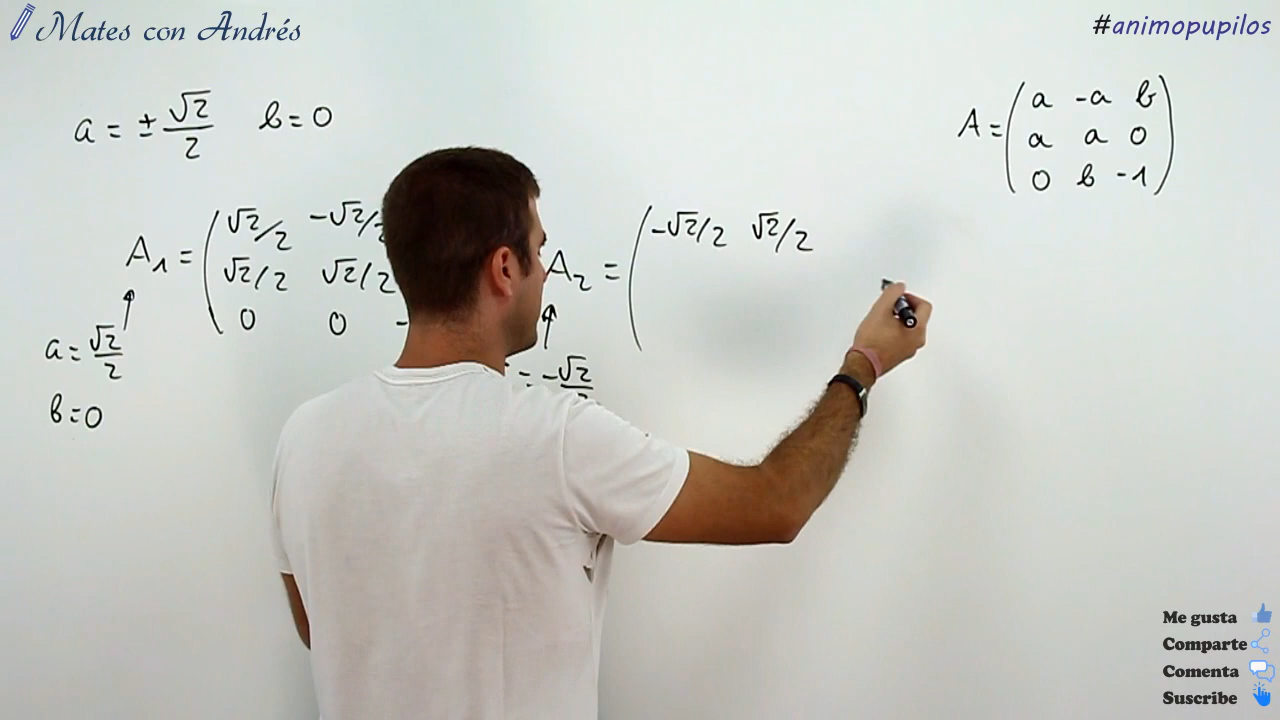 Mates con Andrés
#animopupilos
a = ± √2/2 b = 0
A = ( a -a b
a a 0
0 b -1 )
A₁ = ( √2/2 -√2/
√2/2 √2/2
0 0 -
a = √2/2
b = 0
A₂ = ( -√2/2 √2/2
= -√2
Me gusta
Comparte
Comenta
Suscribe